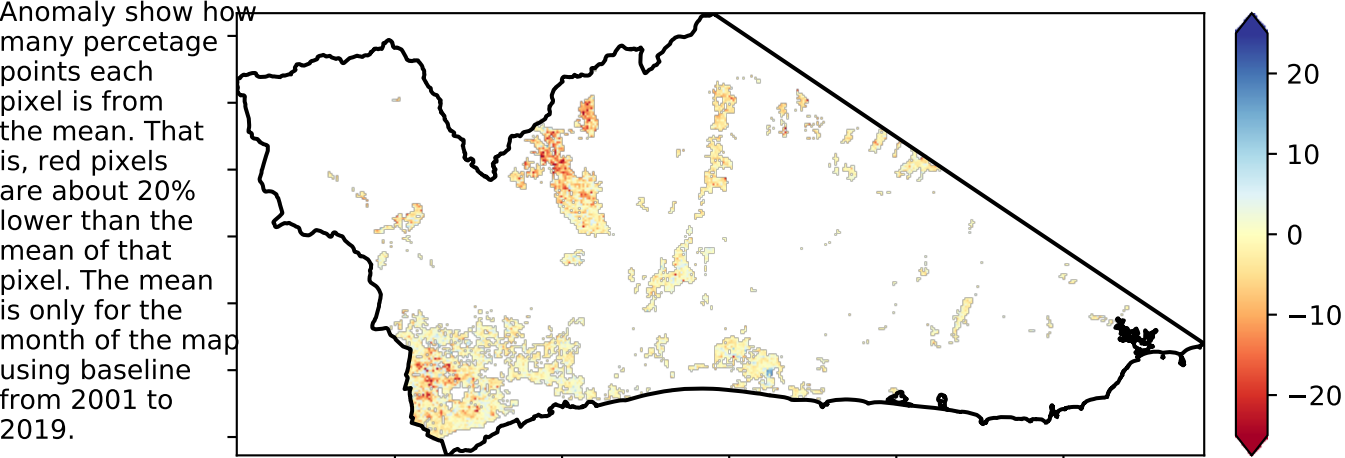 Anomaly show how
many percetage
points each
pixel is from
the mean. That
is, red pixels
are about 20%
lower than the
mean of that
pixel. The mean
is only for the
month of the map
using baseline
from 2001 to
2019.
20
10
0
−10
−20